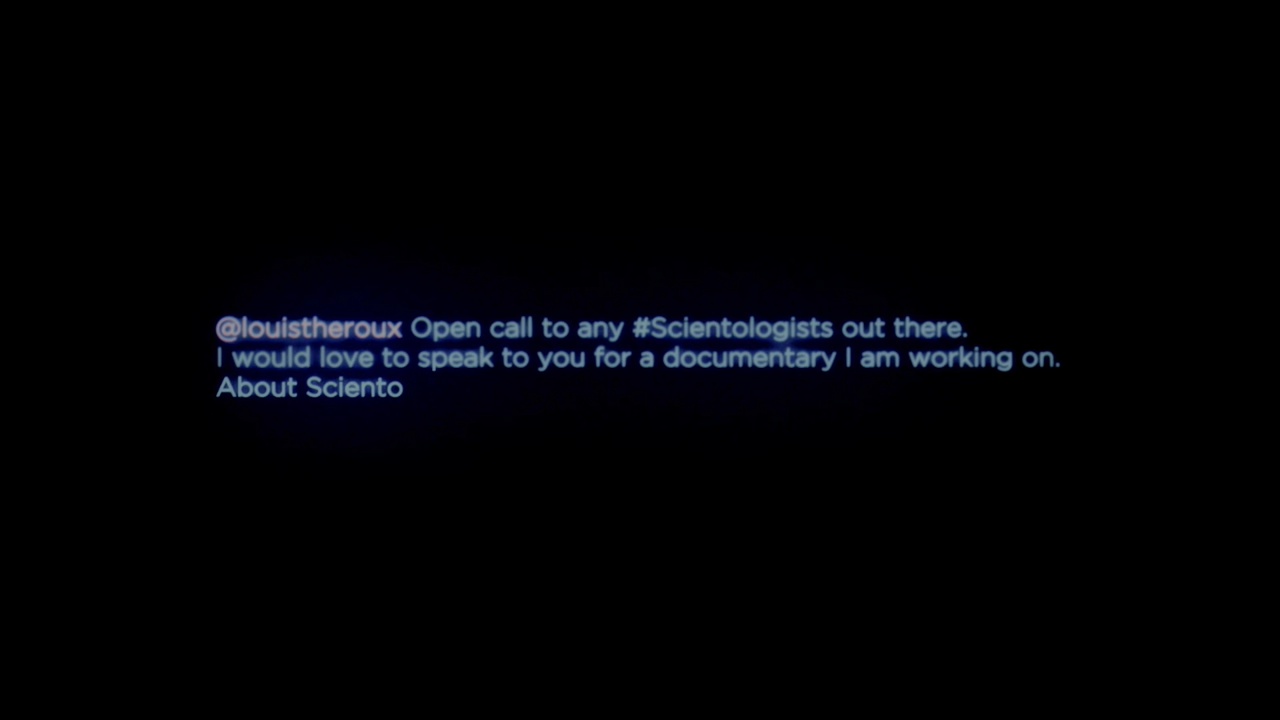 @louistheroux Open call to any #Scientologists out there.
I would love to speak to you for a documentary I am working on.
About Sciento